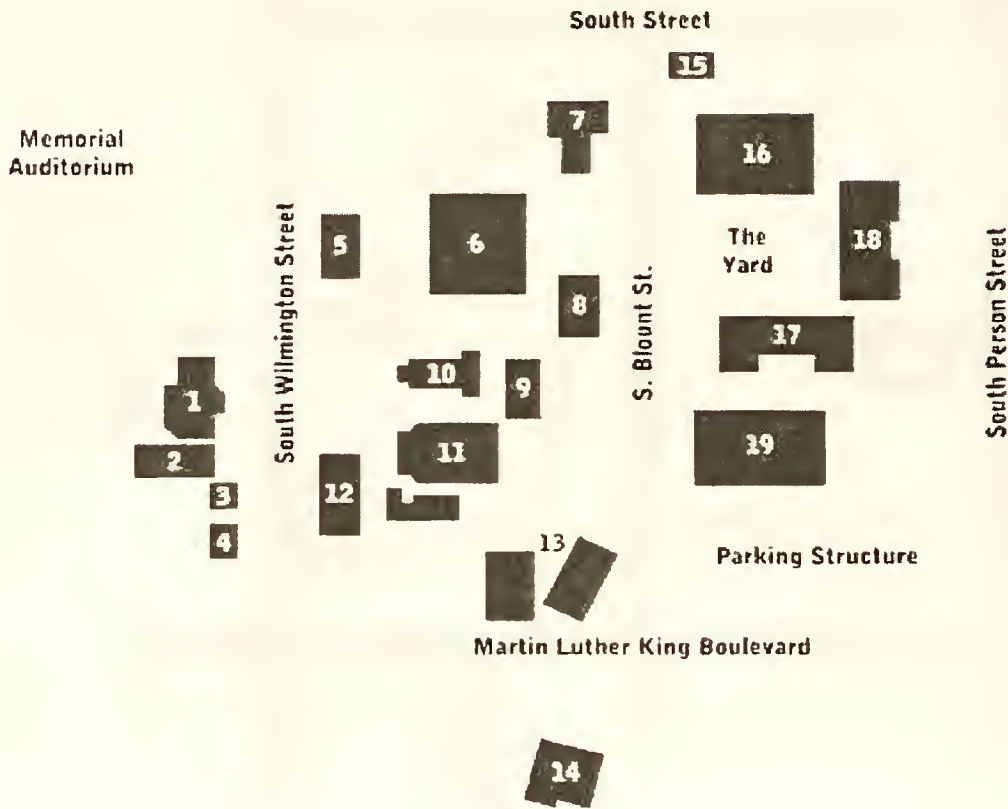 South Street
15
Memorial
Auditorium
7
16
South Wilmington Street
5
6
The
Yard
18
South Person Street
8
S. Blount St.
17
10
9
1
11
19
2
12
3
4
13
Parking Structure
Martin Luther King Boulevard
14